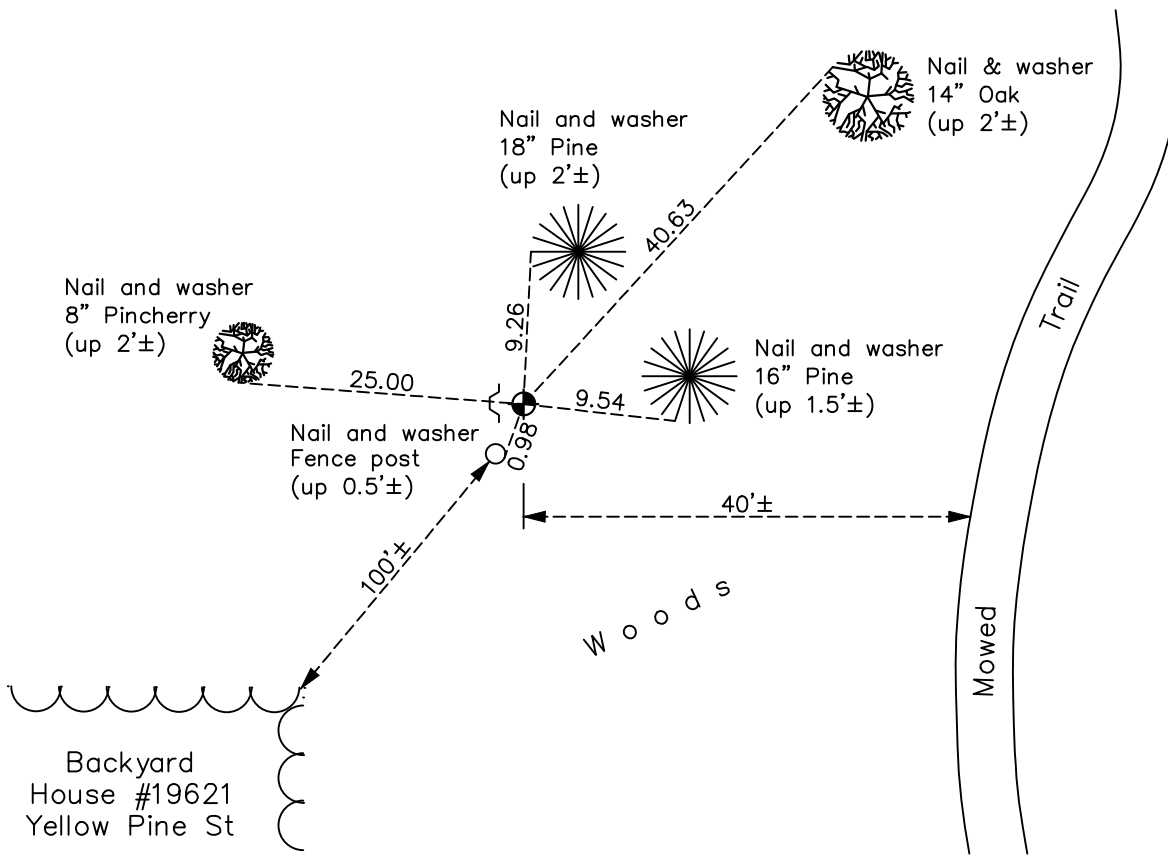 Nail & washer
14” Oak
(up 2'±)
Nail and washer
18” Pine
(up 2'±)
40.63
Nail and washer
8” Pincherry
(up 2'±)
9.26
Trail
Nail and washer
16” Pine
(up 1.5'±)
25.00
9.54
Nail and washer
Fence post
(up 0.5'±)
0.98
40'±
100'±
Woods
Mowed
Backyard
House #19621
Yellow Pine St